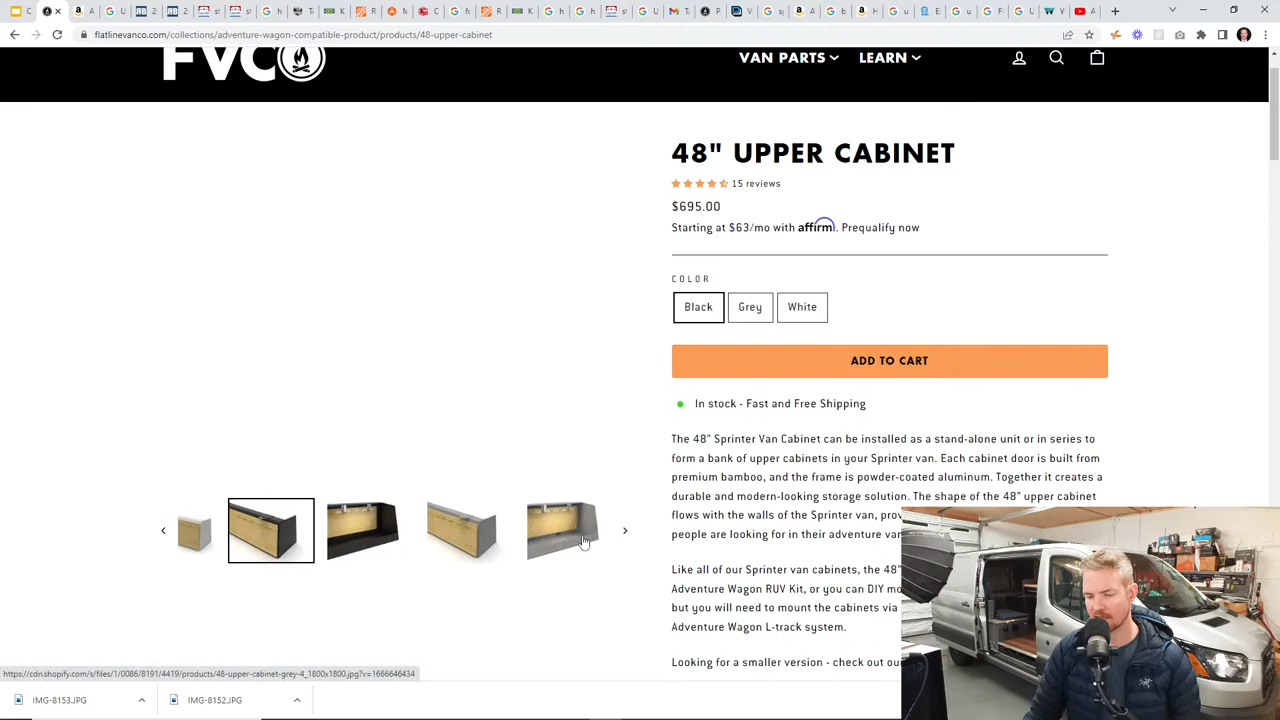 flatlinevanco.com/collections/adventure-wagon-compatible-product/products/48-upper-cabinet
FVCO
VAN PARTS
LEARN
48" UPPER CABINET
15 reviews
$695.00
Starting at $63/mo with affirm. Prequalify now
COLOR
Black
Grey
White
ADD TO CART
In stock - Fast and Free Shipping
The 48" Sprinter Van Cabinet can be installed as a stand-alone unit or in series to
form a bank of upper cabinets in your Sprinter van. Each cabinet door is built from
premium bamboo, and the frame is powder-coated aluminum. Together it creates a
durable and modern-looking storage solution. The shape of the 48" upper cabinet
flows with the walls of the Sprinter van, prov
people are looking for in their adventure van
Like all of our Sprinter van cabinets, the 48"
Adventure Wagon RUV Kit, or you can DIY mo
but you will need to mount the cabinets via
Adventure Wagon L-track system.
Looking for a smaller version - check out ou
https://cdn.shopify.com/s/files/1/0086/8191/4419/products/48-upper-cabinet-grey-4_1800x1800.jpg?v=1666646434
IMG-8153.JPG
IMG-8152.JPG